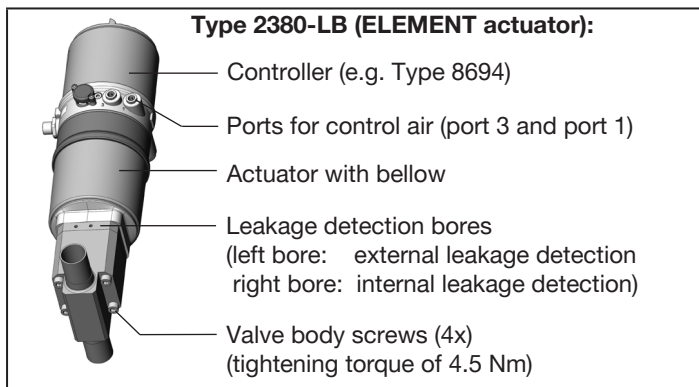 Type 2380-LB (ELEMENT actuator):
Controller (e.g. Type 8694)
Ports for control air (port 3 and port 1)
Actuator with bellow
Leakage detection bores
(left bore: external leakage detection
right bore: internal leakage detection)
Valve body screws (4x)
(tightening torque of 4.5 Nm)